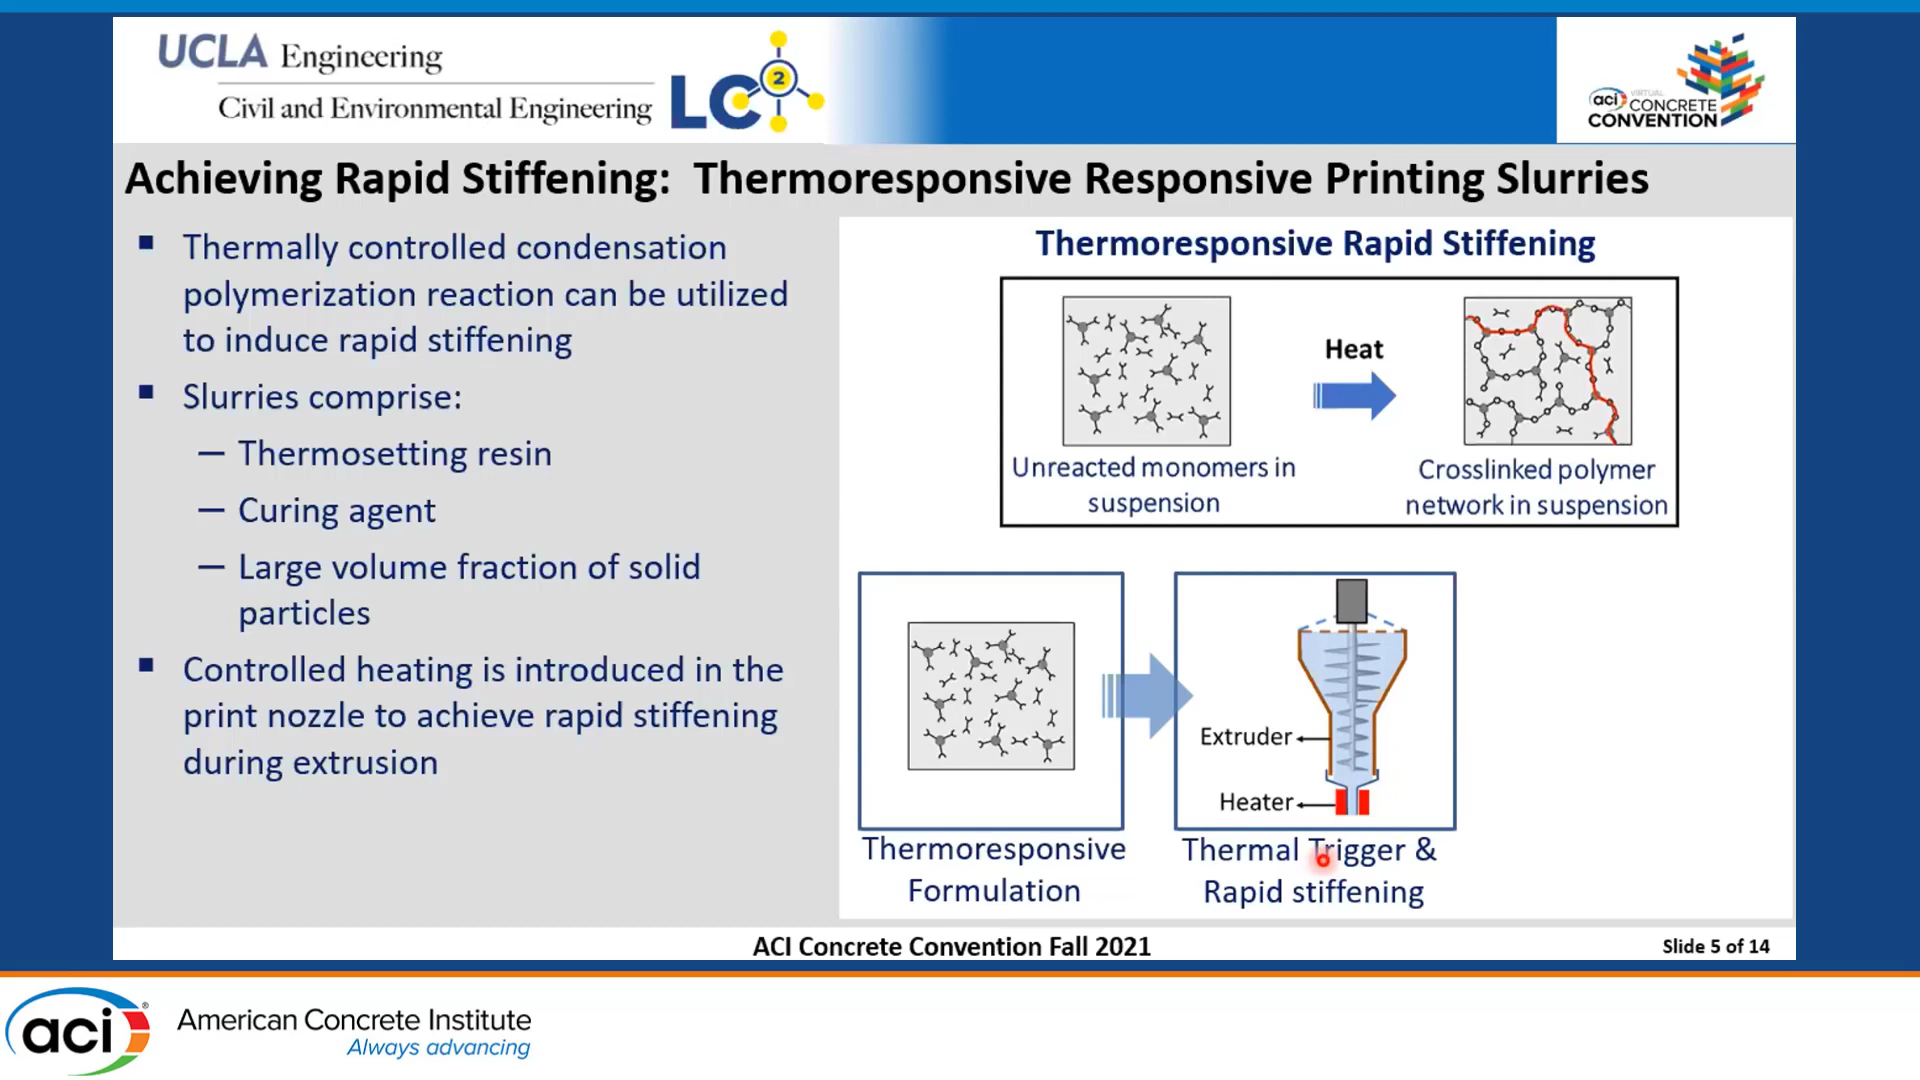 UCLA Engineering
Civil and Environmental Engineering
LC2
aci VIRTUAL
CONCRETE
CONVENTION
Achieving Rapid Stiffening: Thermoresponsive Responsive Printing Slurries
▪ Thermally controlled condensation
polymerization reaction can be utilized
to induce rapid stiffening
▪ Slurries comprise:
— Thermosetting resin
— Curing agent
— Large volume fraction of solid
particles
▪ Controlled heating is introduced in the
print nozzle to achieve rapid stiffening
during extrusion
Thermoresponsive Rapid Stiffening
Heat
Unreacted monomers in
suspension
Crosslinked polymer
network in suspension
Extruder
Heater
Thermoresponsive
Formulation
Thermal Trigger &
Rapid stiffening
ACI Concrete Convention Fall 2021
Slide 5 of 14
aci®
American Concrete Institute
Always advancing